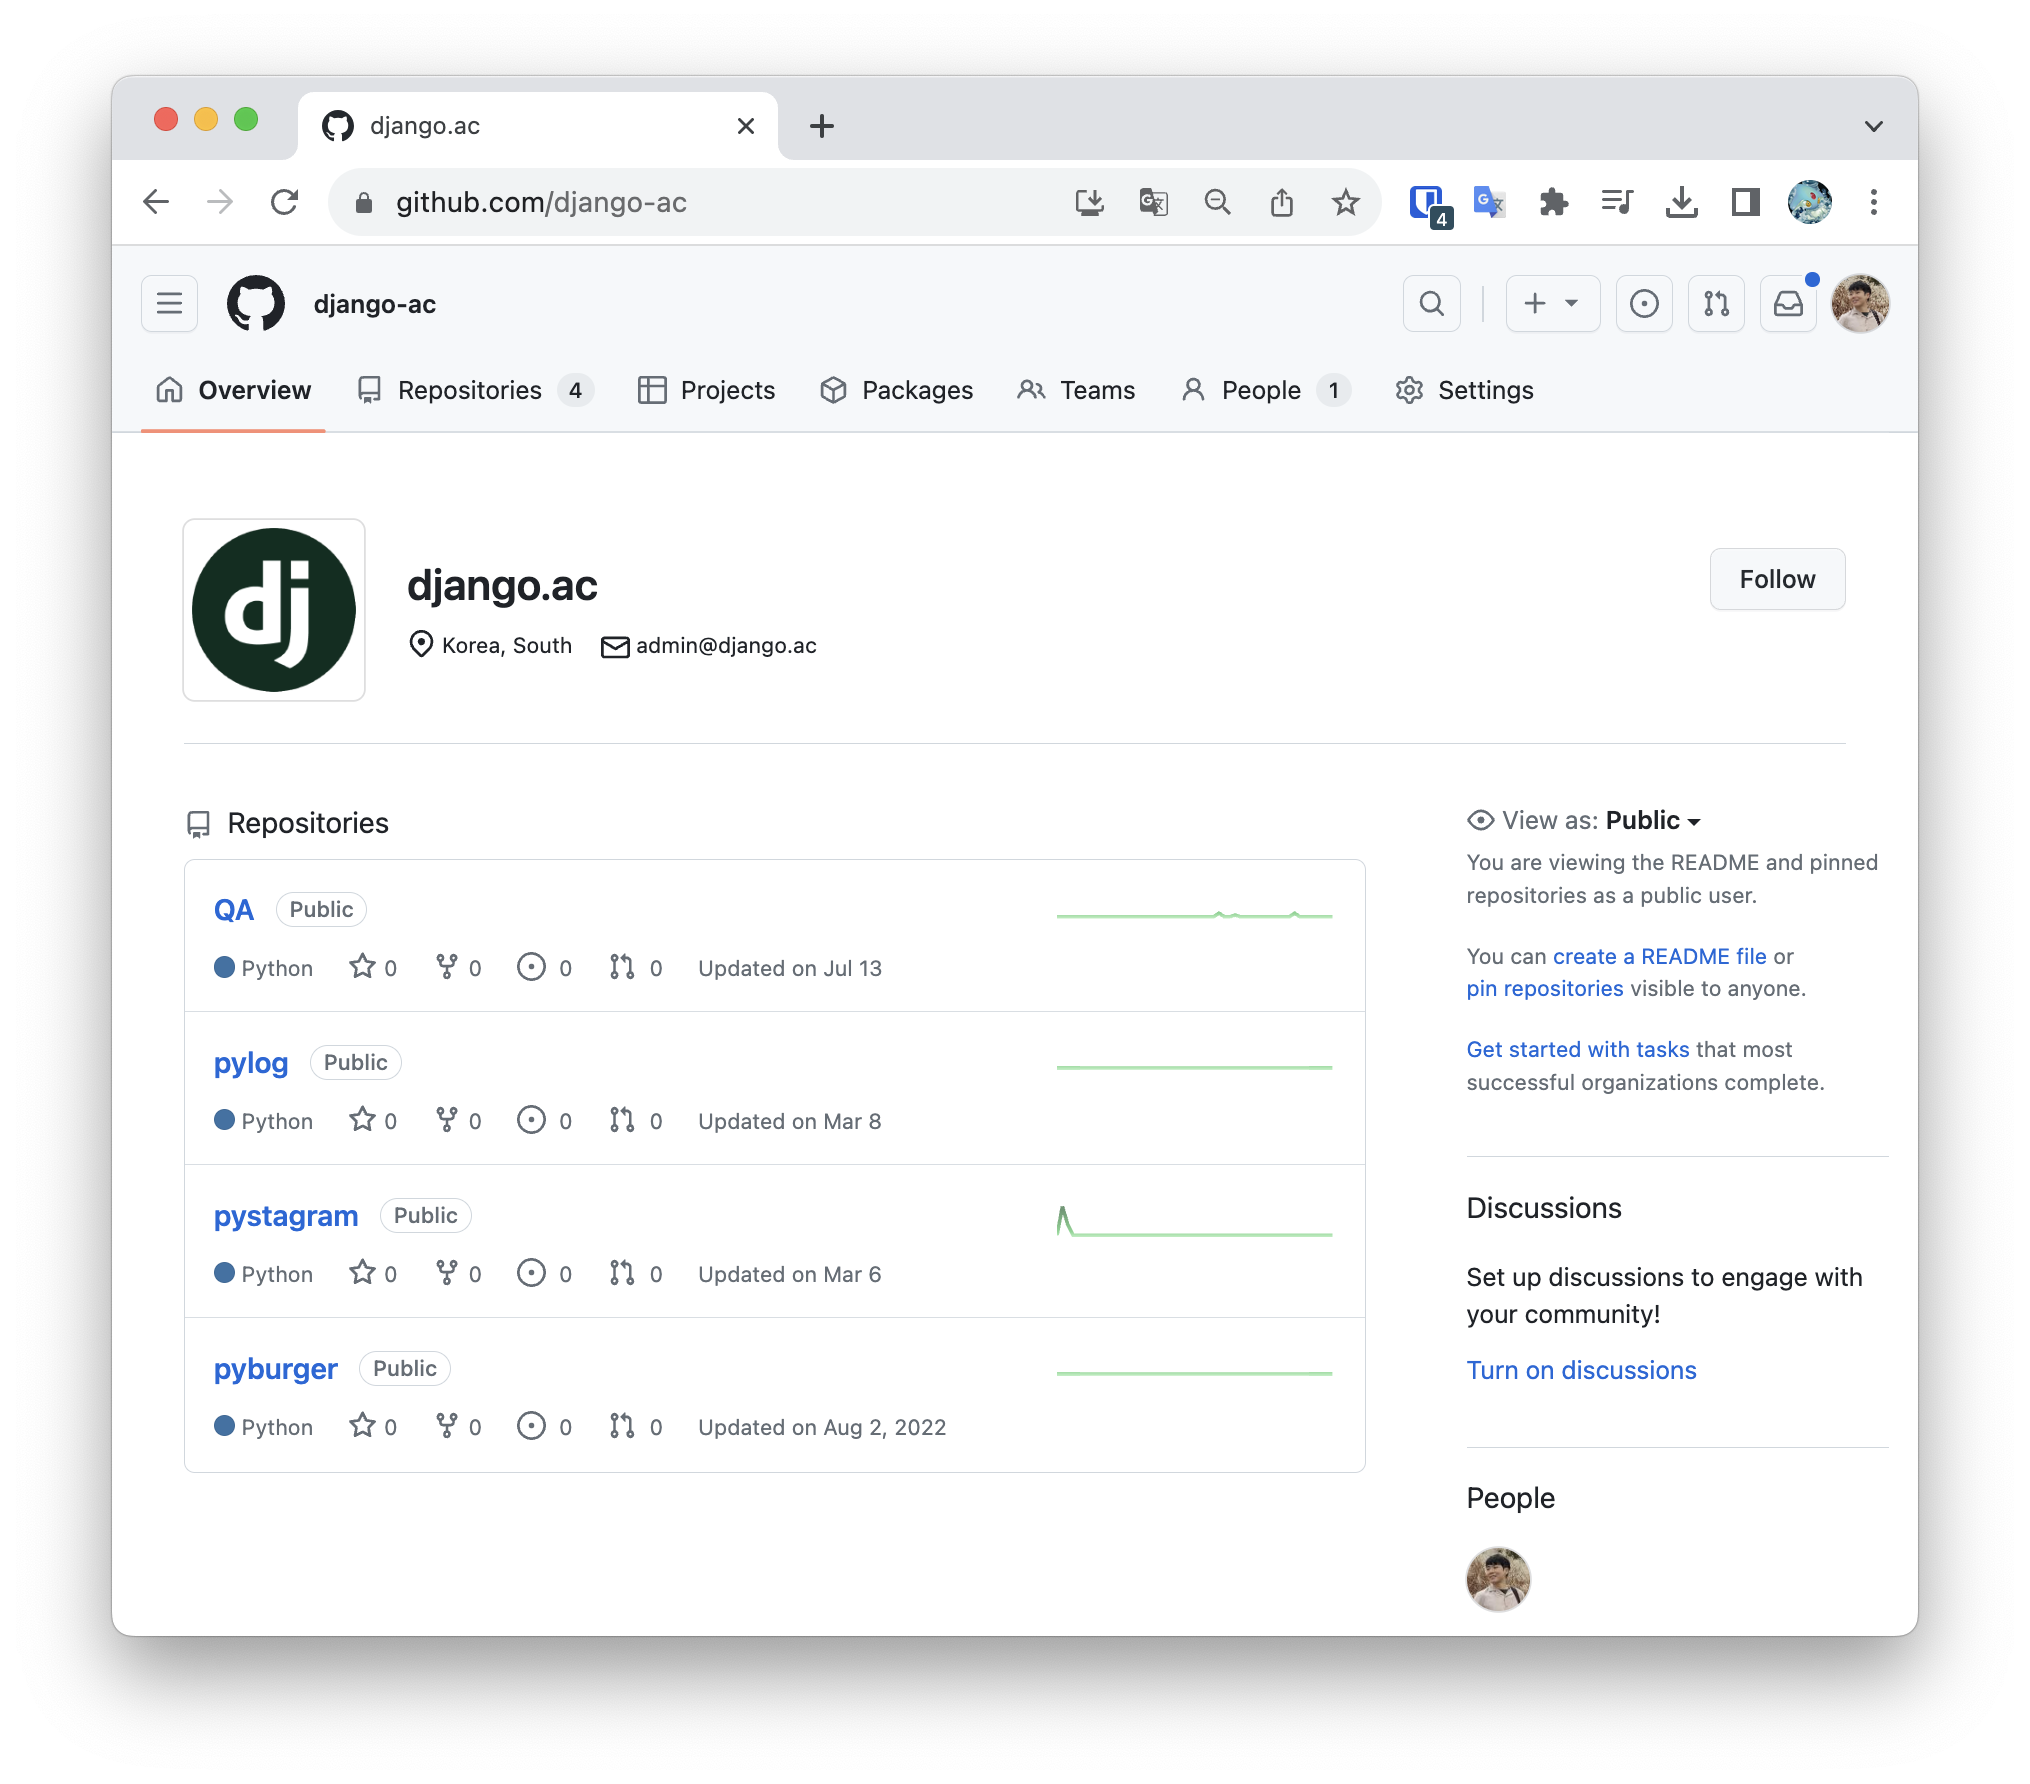 django.ac
github.com/django-ac
4
django-ac
Overview Repositories 4 Projects Packages Teams People 1 Settings
dj
django.ac
Korea, South admin@django.ac
Follow
Repositories
QA Public
Python 0 0 0 0 Updated on Jul 13
pylog Public
Python 0 0 0 0 Updated on Mar 8
pystagram Public
Python 0 0 0 0 Updated on Mar 6
pyburger Public
Python 0 0 0 0 Updated on Aug 2, 2022
View as: Public
You are viewing the README and pinned
repositories as a public user.
You can create a README file or
pin repositories visible to anyone.
Get started with tasks that most
successful organizations complete.
Discussions
Set up discussions to engage with
your community!
Turn on discussions
People